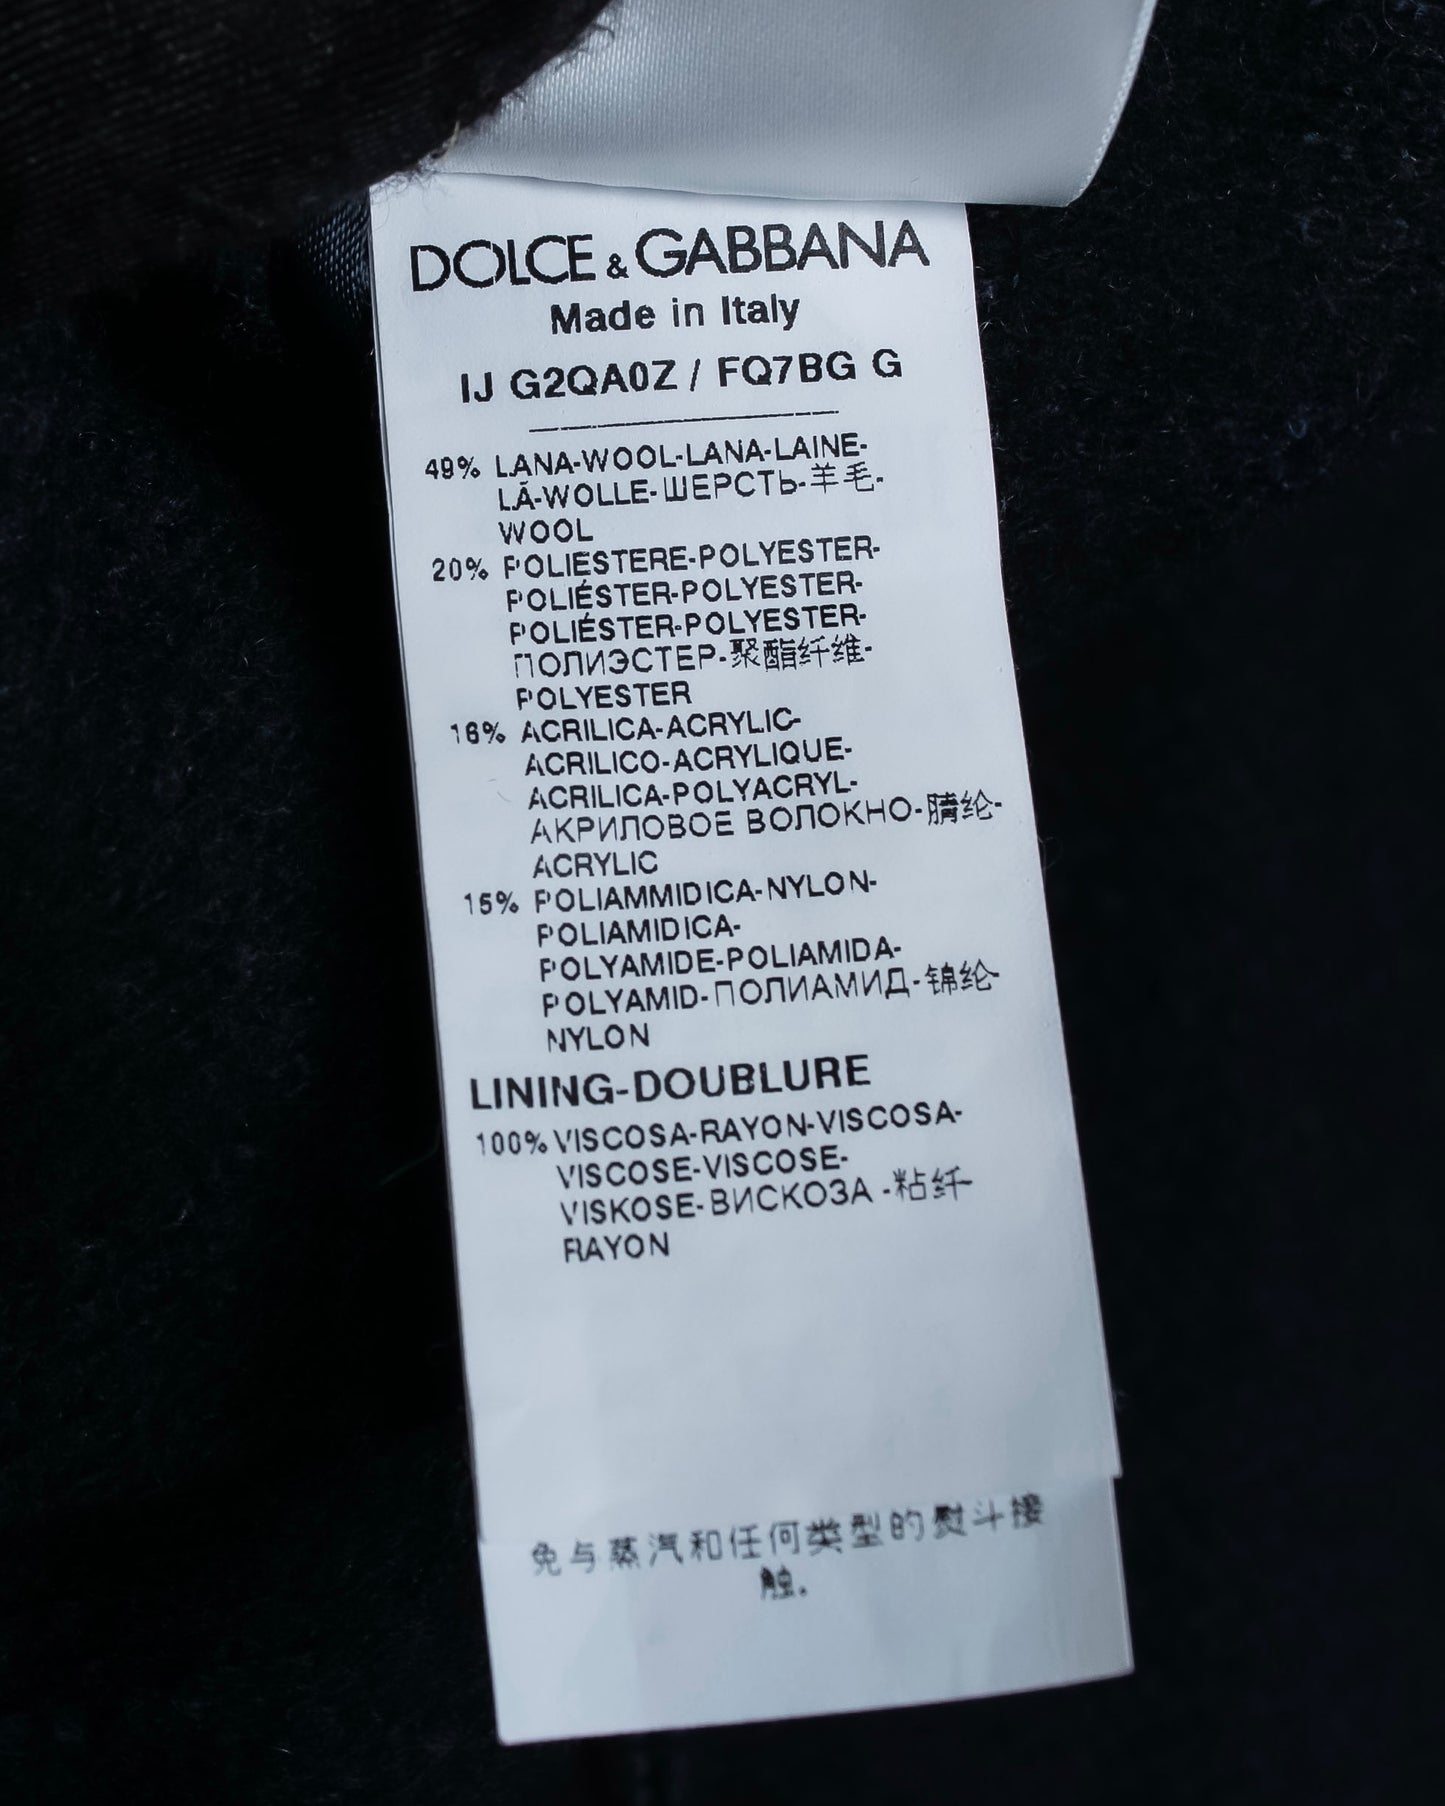 DOLCE & GABBANA
Made in Italy
IJ G2QA0Z / FQ7BG G
49% LANA-WOOL-LANA-LAINE-
LÃ-WOLLE-ШЕРСТЬ-羊毛-
WOOL
20% POLIESTERE-POLYESTER-
POLIÉSTER-POLYESTER-
POLIÉSTER-POLYESTER-
ПОЛИЭСТЕР-聚酯纤维-
POLYESTER
16% ACRILICA-ACRYLIC-
ACRILICO-ACRYLIQUE-
ACRILICA-POLYACRYL-
АКРИЛОВОЕ ВОЛОКНО-腈纶-
ACRYLIC
15% POLIAMMIDICA-NYLON-
POLIAMIDICA-
POLYAMIDE-POLIAMIDA-
POLYAMID-ПОЛИАМИД-锦纶-
NYLON
LINING-DOUBLURE
100% VISCOSA-RAYON-VISCOSA-
VISCOSE-VISCOSE-
VISKOSE-ВИСКОЗА -粘纤-
RAYON
免与蒸汽和任何类型的熨斗接
触。